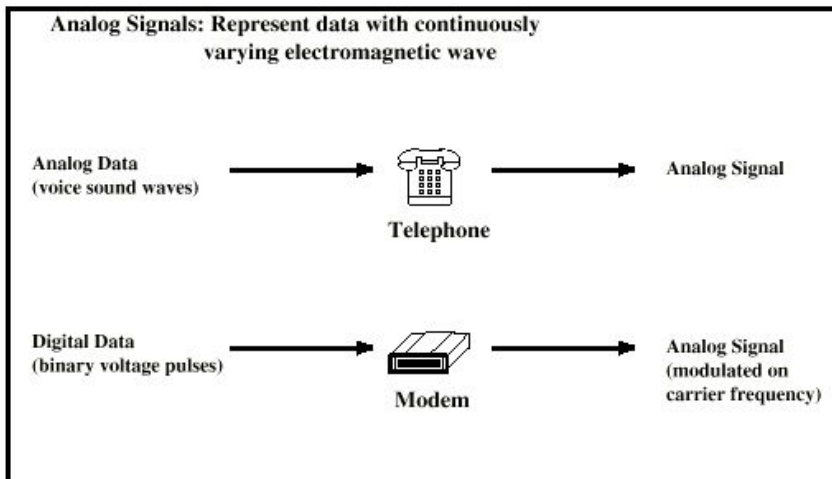 Analog Signals: Represent data with continuously
varying electromagnetic wave
Analog Data
(voice sound waves)
Telephone
Analog Signal
Digital Data
(binary voltage pulses)
Modem
Analog Signal
(modulated on
carrier frequency)